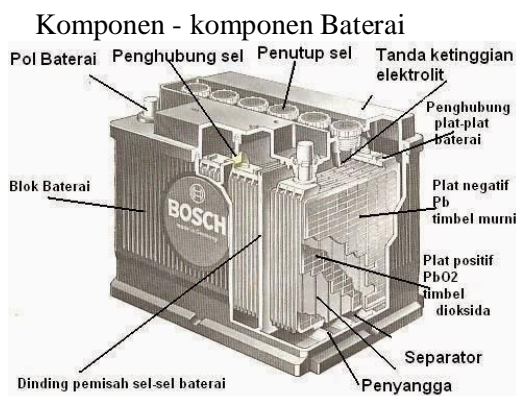 Komponen - komponen Baterai
Pol Baterai
Penghubung sel
Penutup sel
Tanda ketinggian
elektrolit
Penghubung
plat-plat
baterai
Blok Baterai
BOSCH
Plat negatif
Pb
timbel murni
Plat positif
PbO2
timbel
dioksida
Separator
Penyangga
Dinding pemisah sel-sel baterai